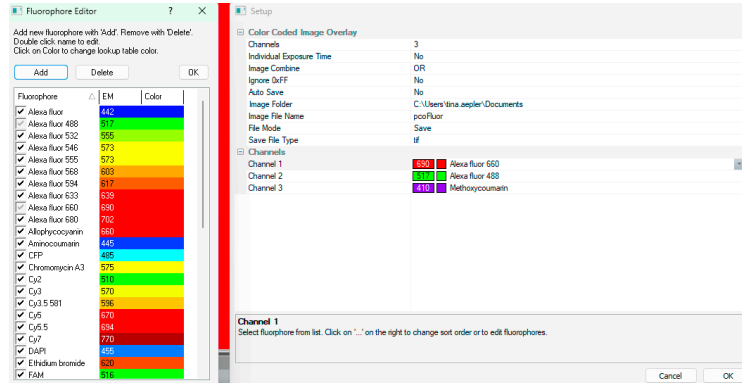 Fluorophore Editor ? X
Add new fluorophore with 'Add'. Remove with 'Delete'.
Double click name to edit.
Click on Color to change lookup table color.
Add Delete OK
Fluorophore EM Color
Alexa fluor 442
Alexa fluor 488 517
Alexa fluor 532 555
Alexa fluor 546 573
Alexa fluor 555 573
Alexa fluor 568 603
Alexa fluor 594 617
Alexa fluor 633 639
Alexa fluor 660 690
Alexa fluor 680 702
Allophycocyanin 660
Aminocoumarin 445
CFP 485
Chromomycin A3 575
Cy2 510
Cy3 570
Cy3.5 581 596
Cy5 670
Cy5.5 694
Cy7 770
DAPI 455
Ethidium bromide 620
FAM 516
Setup
Color Coded Image Overlay
Channels 3
Individual Exposure Time No
Image Combine OR
Ignore 0xFF No
Auto Save No
Image Folder C:\Users\tina.aepler\Documents
Image File Name pcoFluor
File Mode Save
Save File Type tif
Channels
Channel 1 690 Alexa fluor 660
Channel 2 517 Alexa fluor 488
Channel 3 410 Methoxycoumarin
Channel 1
Select fluorphore from list. Click on '...' on the right to change sort order or to edit fluorophores.
Cancel OK